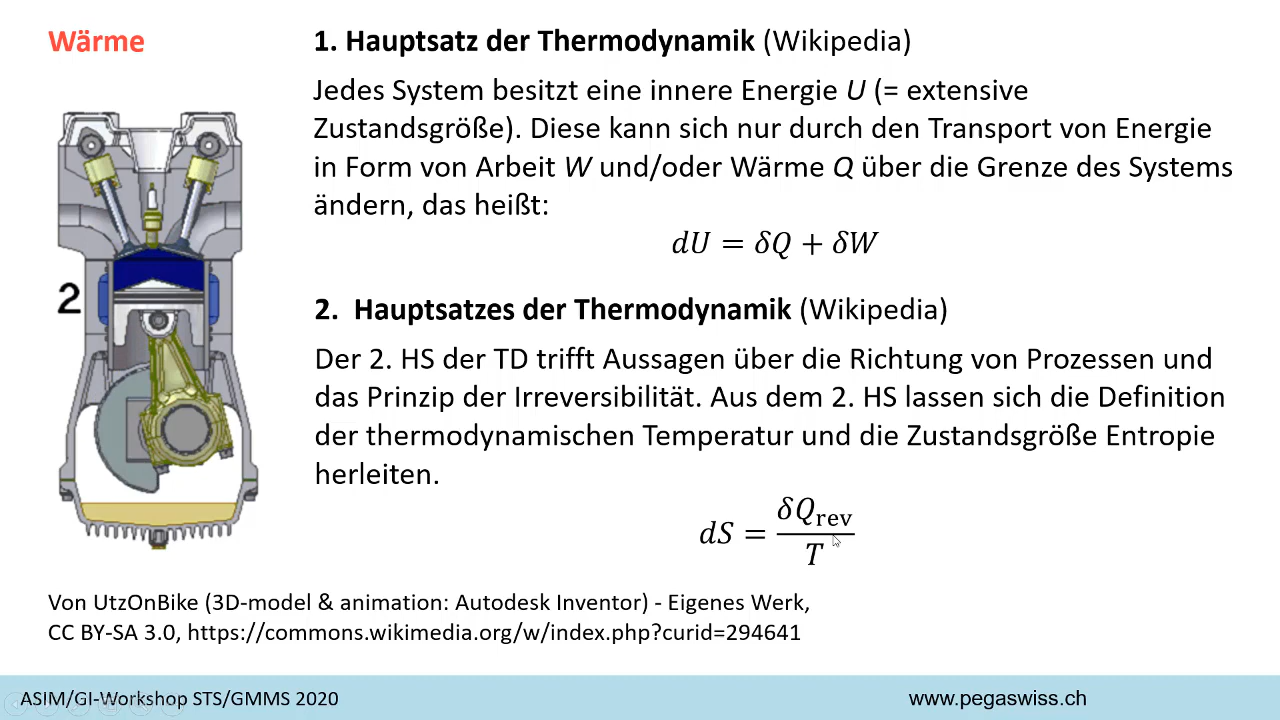 Wärme
1. Hauptsatz der Thermodynamik (Wikipedia)
Jedes System besitzt eine innere Energie U (= extensive
Zustandsgröße). Diese kann sich nur durch den Transport von Energie
in Form von Arbeit W und/oder Wärme Q über die Grenze des Systems
ändern, das heißt:
dU = δQ + δW
2
2. Hauptsatzes der Thermodynamik (Wikipedia)
Der 2. HS der TD trifft Aussagen über die Richtung von Prozessen und
das Prinzip der Irreversibilität. Aus dem 2. HS lassen sich die Definition
der thermodynamischen Temperatur und die Zustandsgröße Entropie
herleiten.
dS = δQ_rev / T
Von UtzOnBike (3D-model & animation: Autodesk Inventor) - Eigenes Werk,
CC BY-SA 3.0, https://commons.wikimedia.org/w/index.php?curid=294641
ASIM/GI-Workshop STS/GMMS 2020
www.pegaswiss.ch